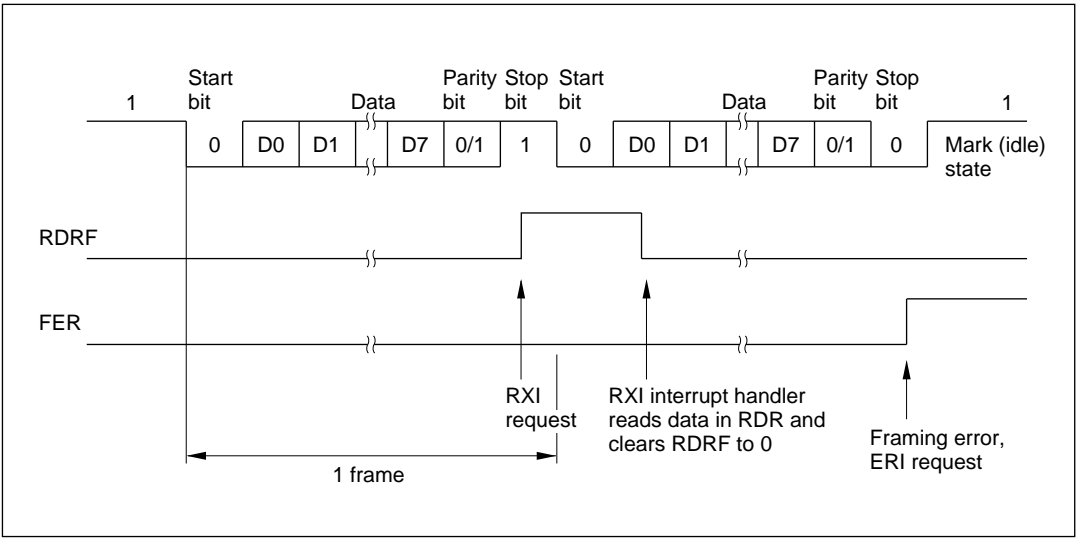 Start
bit
Parity
bit
Stop
bit
Start
bit
Parity
bit
Stop
bit
1
Data
Data
1
0
D0
D1
D7
0/1
1
0
D0
D1
D7
0/1
0
Mark (idle)
state
RDRF
FER
RXI
request
RXI interrupt handler
reads data in RDR and
clears RDRF to 0
Framing error,
ERI request
1 frame